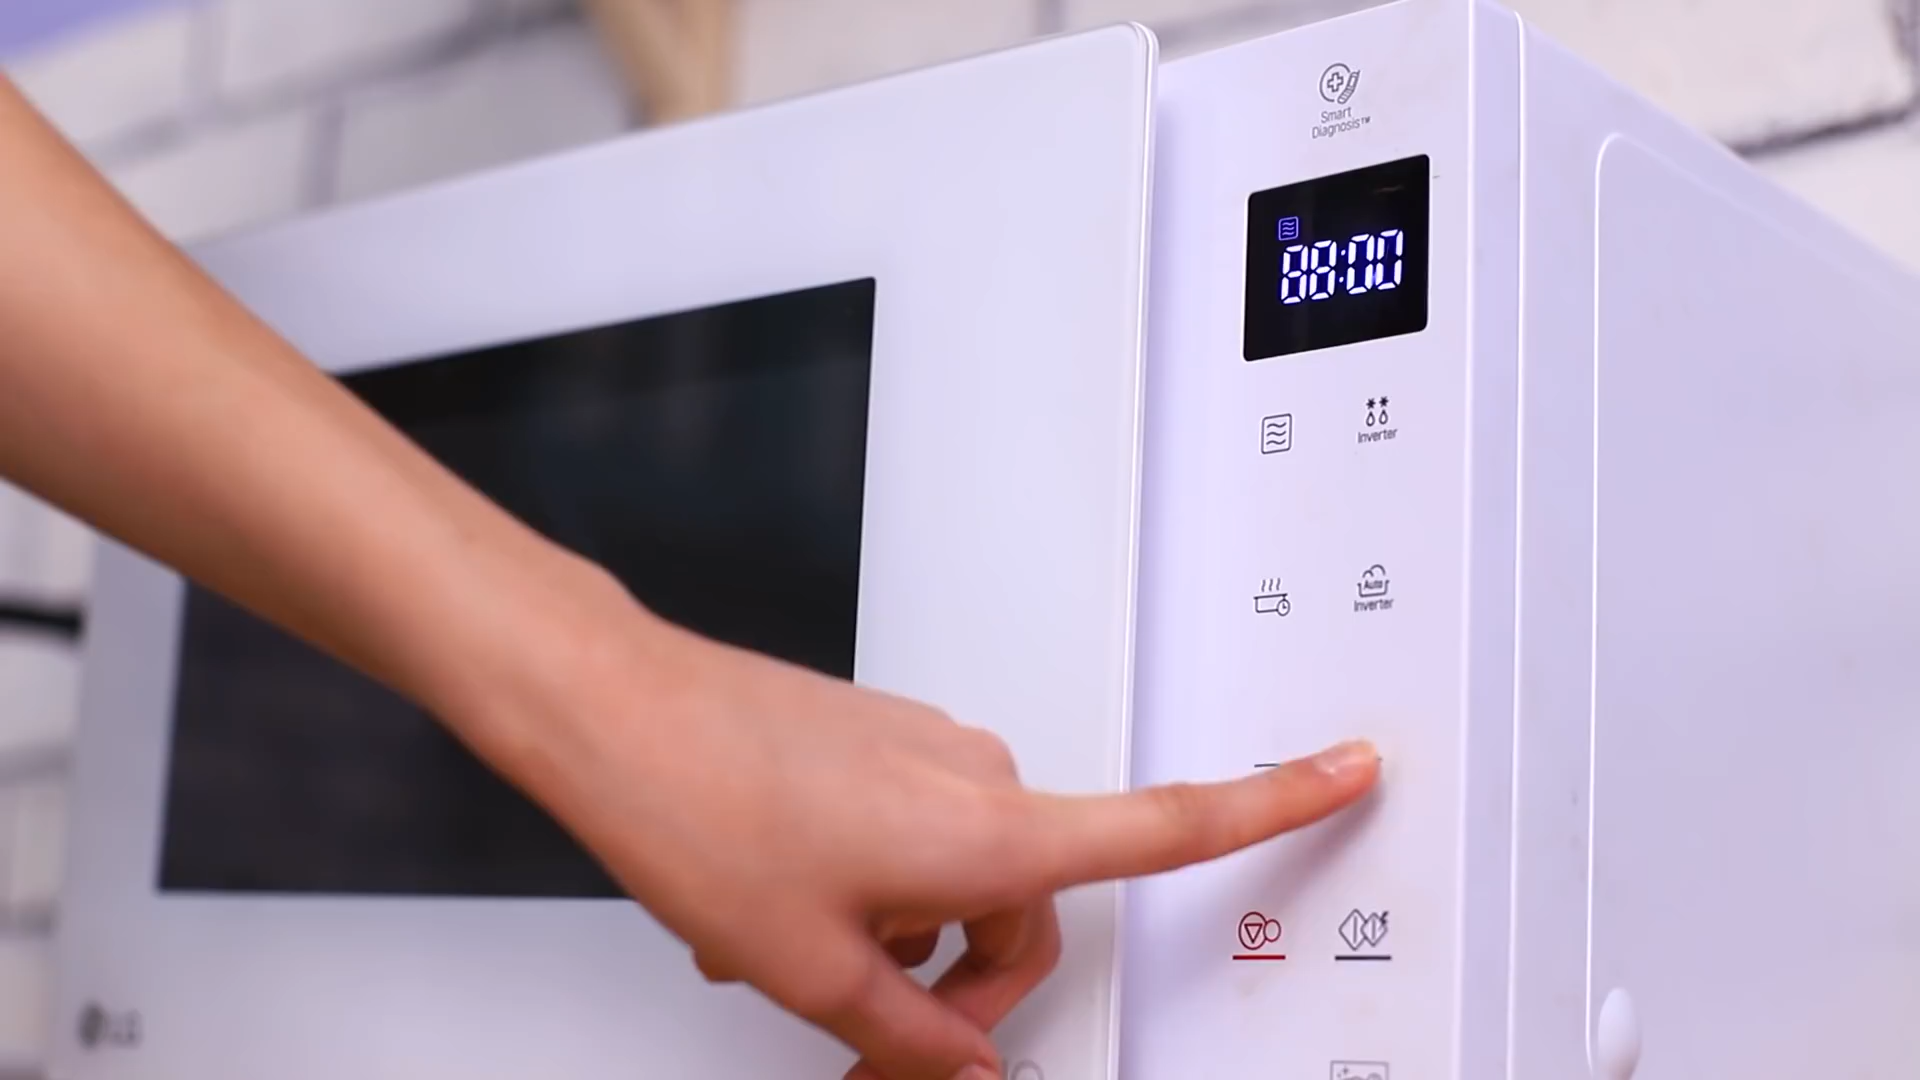 Smart
Diagnosis™
88:00
Inverter
Auto
Inverter
LG